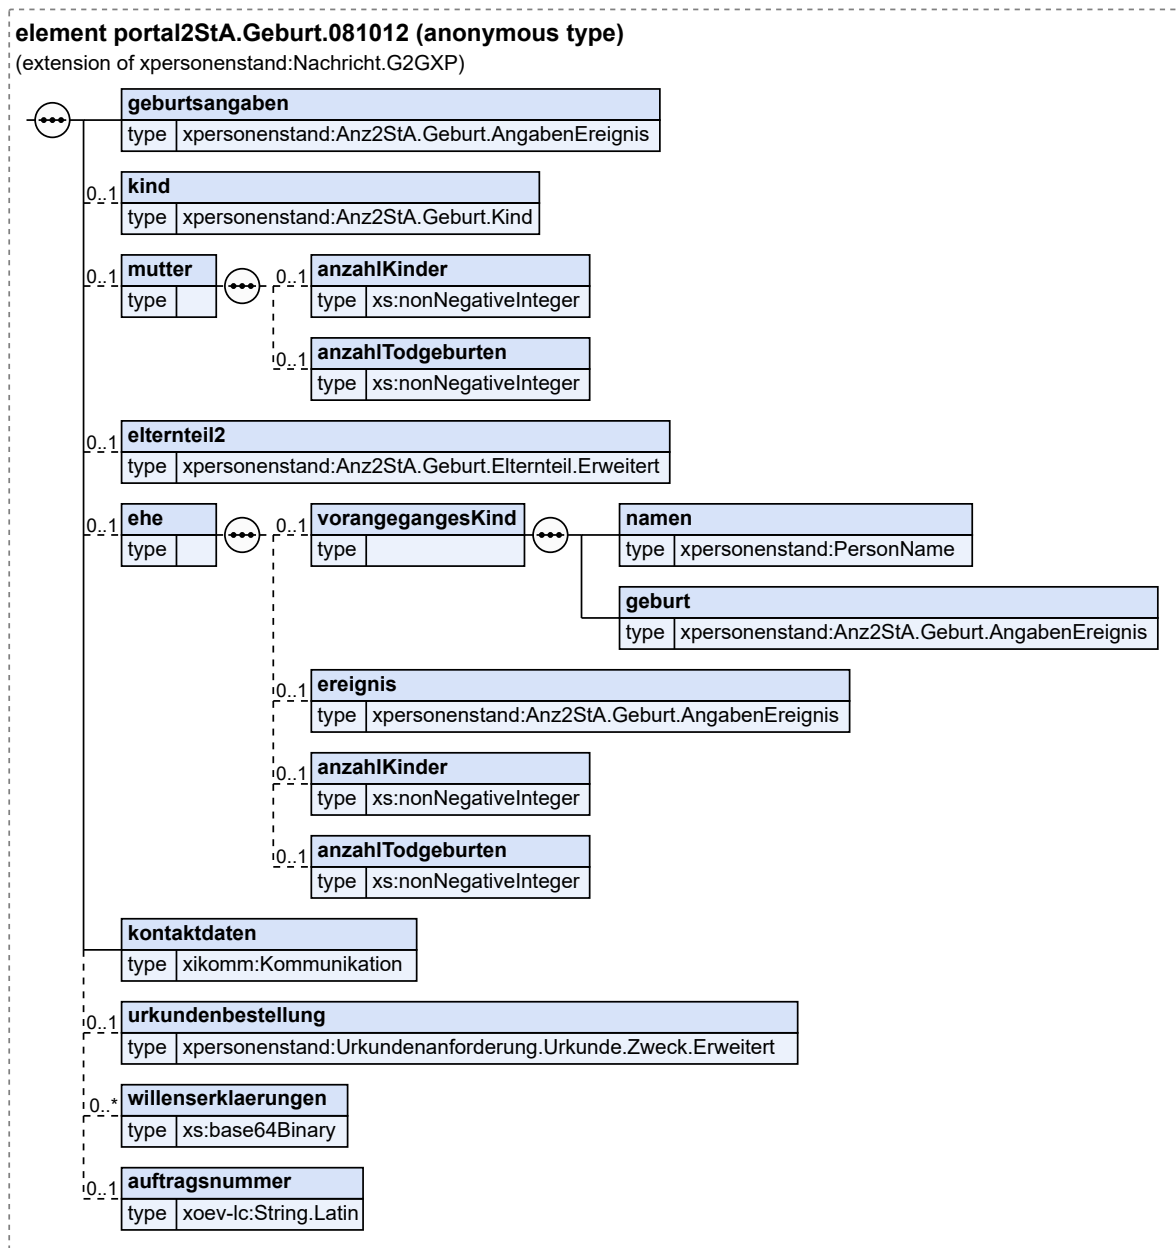 element portal2StA.Geburt.081012 (anonymous type)
(extension of xpersonenstand:Nachricht.G2GXP)
geburtsangaben
type xpersonenstand:Anz2StA.Geburt.AngabenEreignis
0..1 kind
type xpersonenstand:Anz2StA.Geburt.Kind
0..1 mutter 0..1 anzahlKinder
type type xs:nonNegativeInteger
0..1 anzahlTodgeburten
type xs:nonNegativeInteger
0..1 elternteil2
type xpersonenstand:Anz2StA.Geburt.Elternteil.Erweitert
0..1 ehe 0..1 vorangegangesKind namen
type type type xpersonenstand:PersonName
geburt
type xpersonenstand:Anz2StA.Geburt.AngabenEreignis
0..1 ereignis
type xpersonenstand:Anz2StA.Geburt.AngabenEreignis
0..1 anzahlKinder
type xs:nonNegativeInteger
0..1 anzahlTodgeburten
type xs:nonNegativeInteger
kontaktdaten
type xikomm:Kommunikation
0..1 urkundenbestellung
type xpersonenstand:Urkundenanforderung.Urkunde.Zweck.Erweitert
0..* willenserklaerungen
type xs:base64Binary
0..1 auftragsnummer
type xoev-lc:String.Latin